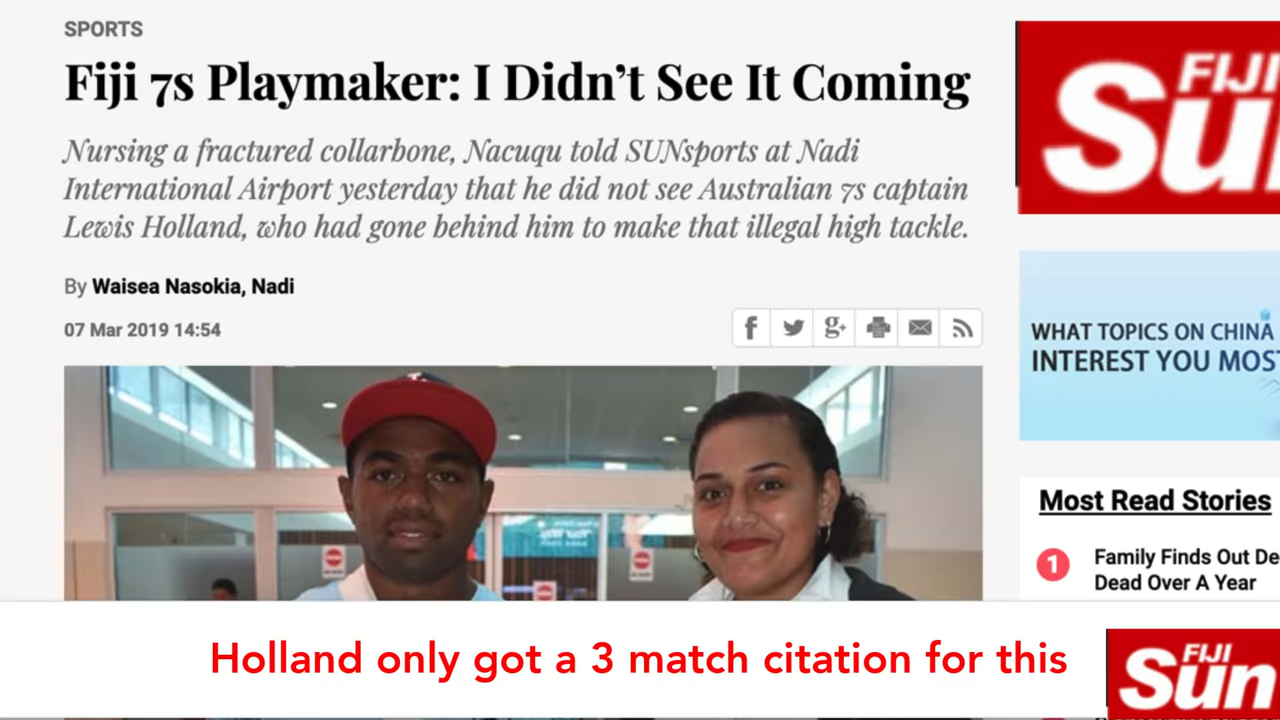 SPORTS
Fiji 7s Playmaker: I Didn't See It Coming
Nursing a fractured collarbone, Nacuqu told SUNsports at Nadi
International Airport yesterday that he did not see Australian 7s captain
Lewis Holland, who had gone behind him to make that illegal high tackle.
By Waisea Nasokia, Nadi
07 Mar 2019 14:54
FIJI
Su
WHAT TOPICS ON CHINA
INTEREST YOU MOST
Most Read Stories
1 Family Finds Out De
Dead Over A Year
Holland only got a 3 match citation for this
FIJI
Sun